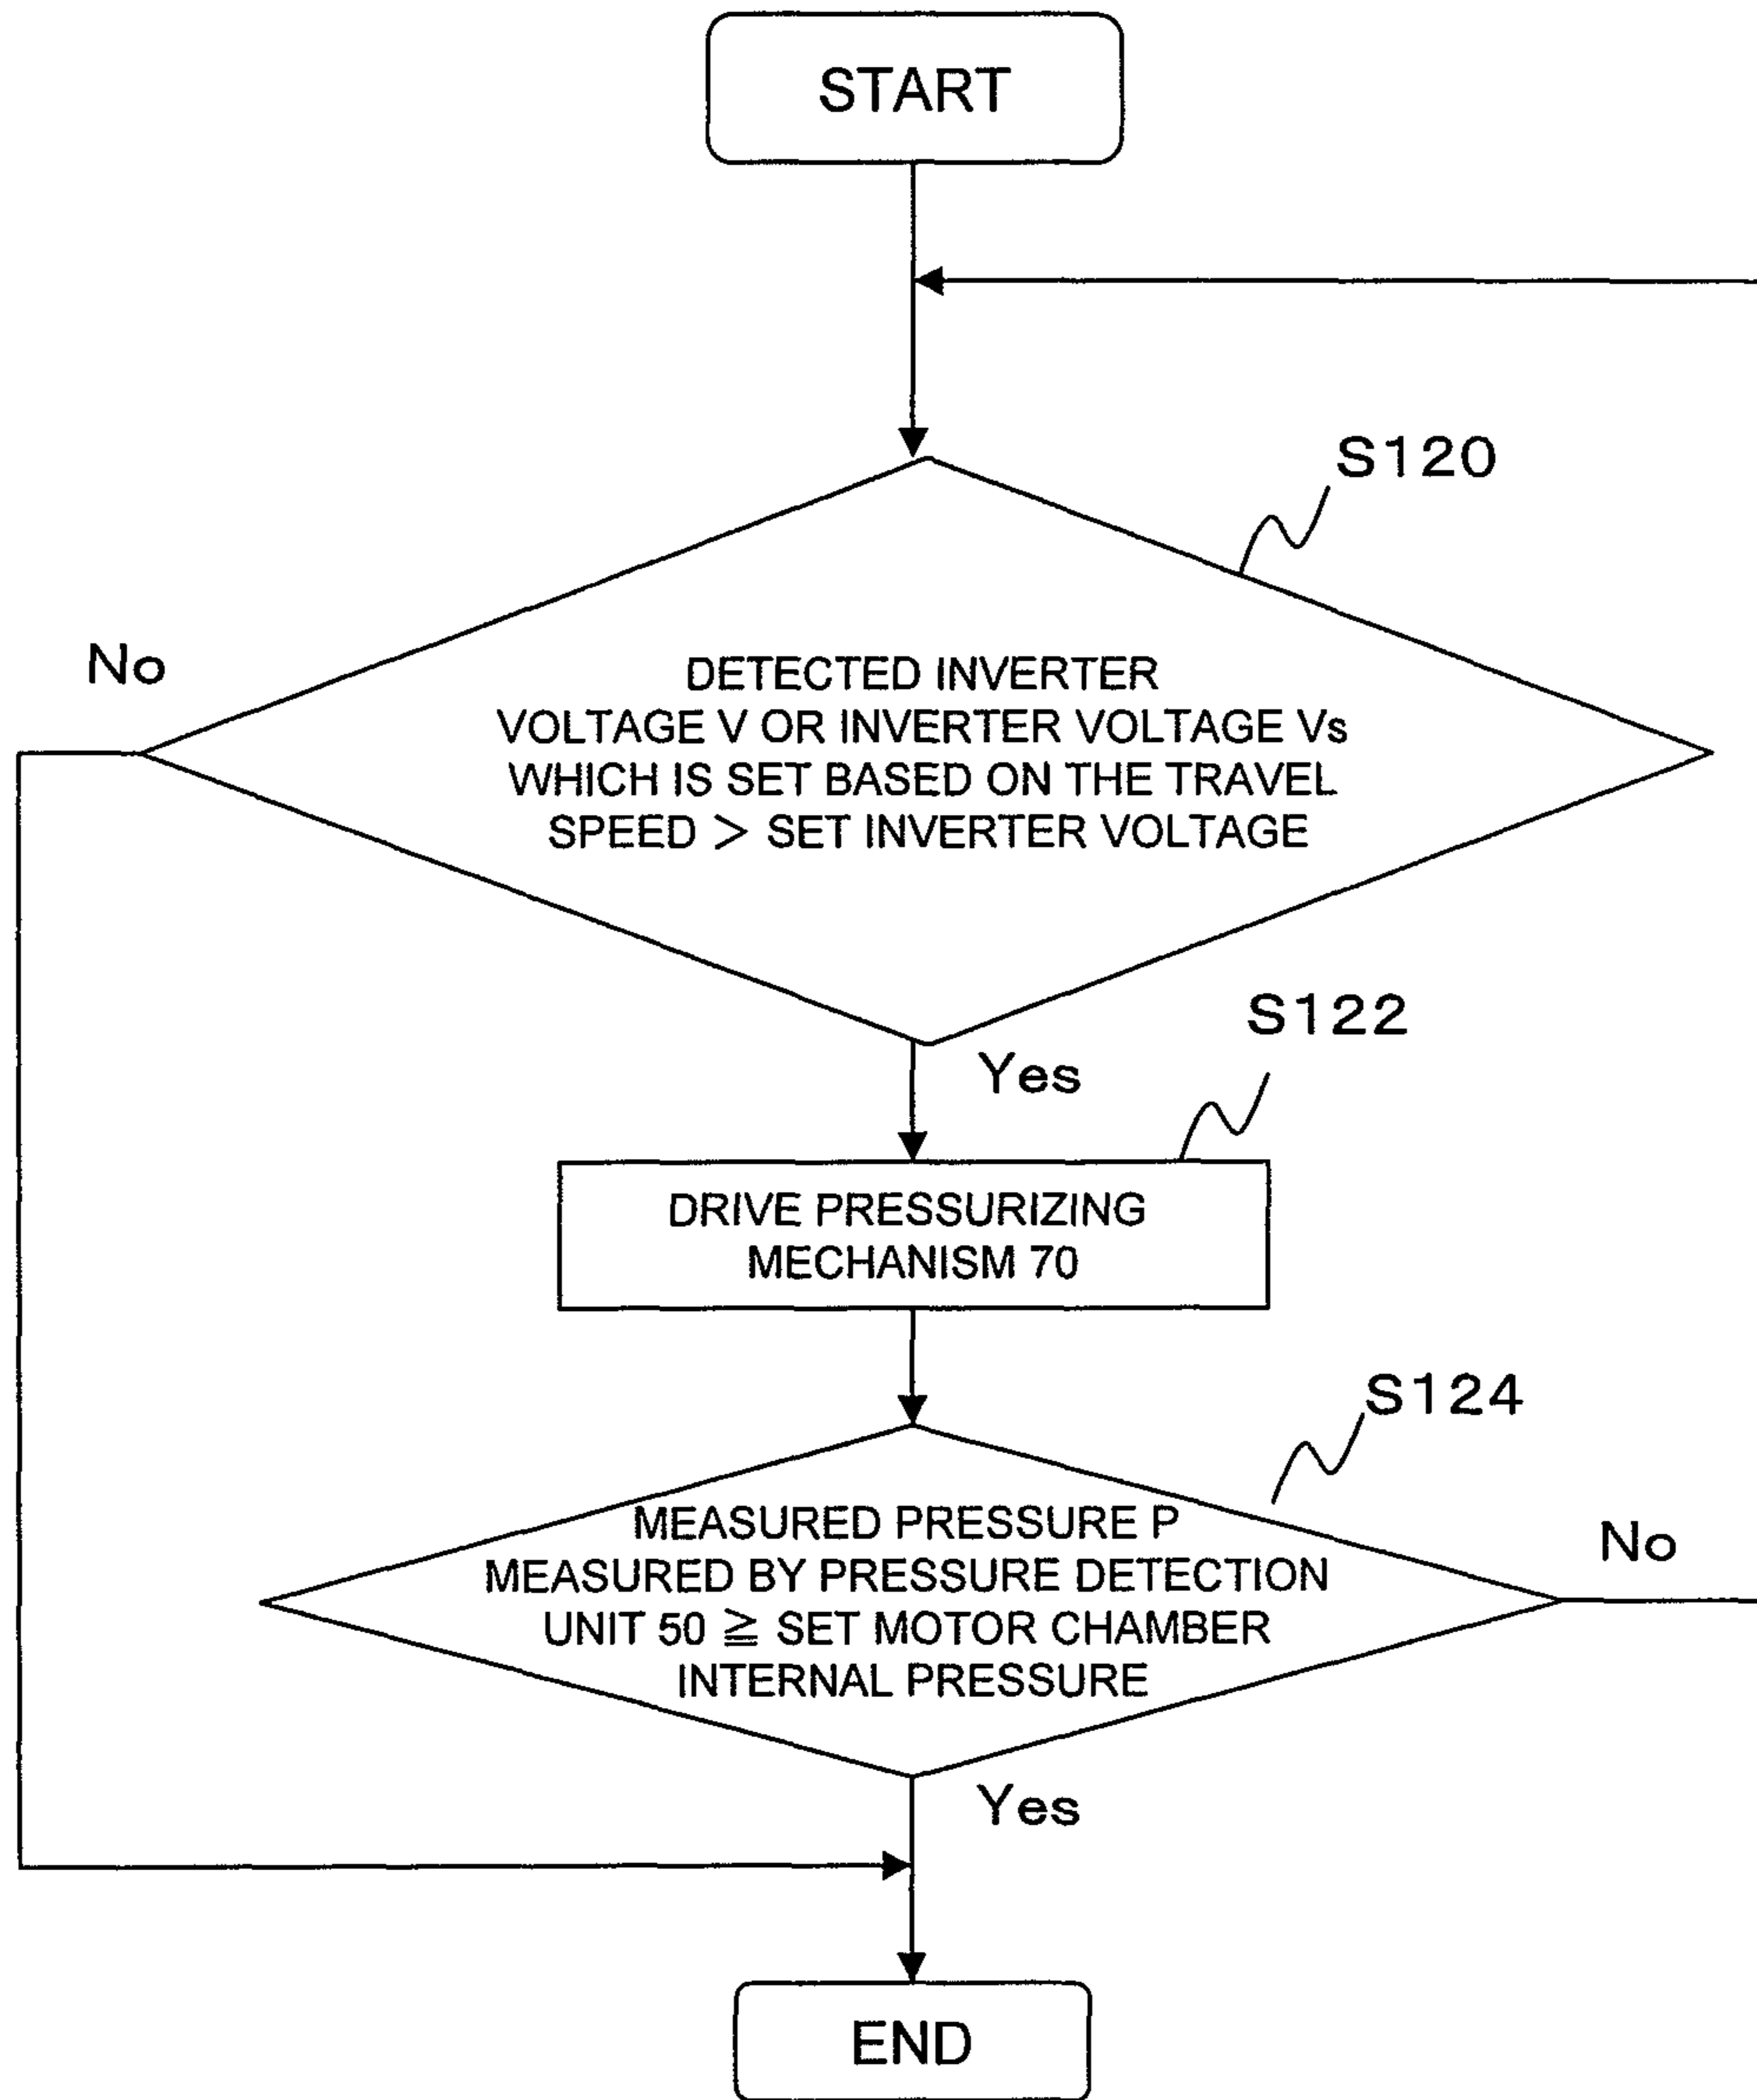 START
S120
No
DETECTED INVERTER
VOLTAGE V OR INVERTER VOLTAGE Vs
WHICH IS SET BASED ON THE TRAVEL
SPEED > SET INVERTER VOLTAGE
S122
Yes
DRIVE PRESSURIZING
MECHANISM 70
S124
MEASURED PRESSURE P
No
MEASURED BY PRESSURE DETECTION
UNIT 50 ≧ SET MOTOR CHAMBER
INTERNAL PRESSURE
Yes
END